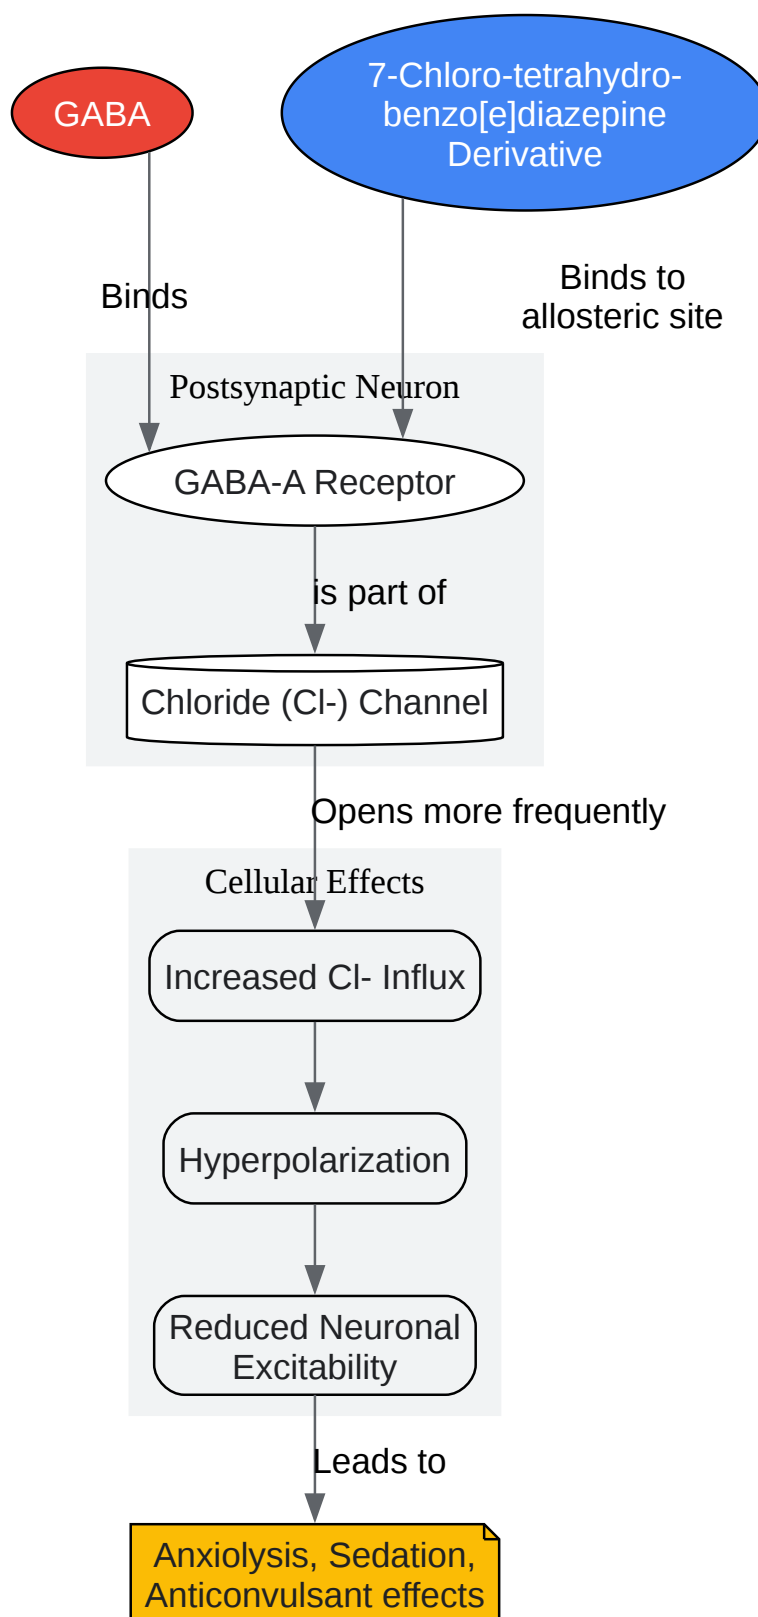 GABA
7-Chloro-tetrahydro-
benzo[e]diazepine
Derivative
Binds
Binds to
allosteric site
Postsynaptic Neuron
GABA-A Receptor
is part of
Chloride (Cl-) Channel
Opens more frequently
Cellular Effects
Increased Cl- Influx
Hyperpolarization
Reduced Neuronal
Excitability
Leads to
Anxiolysis, Sedation,
Anticonvulsant effects